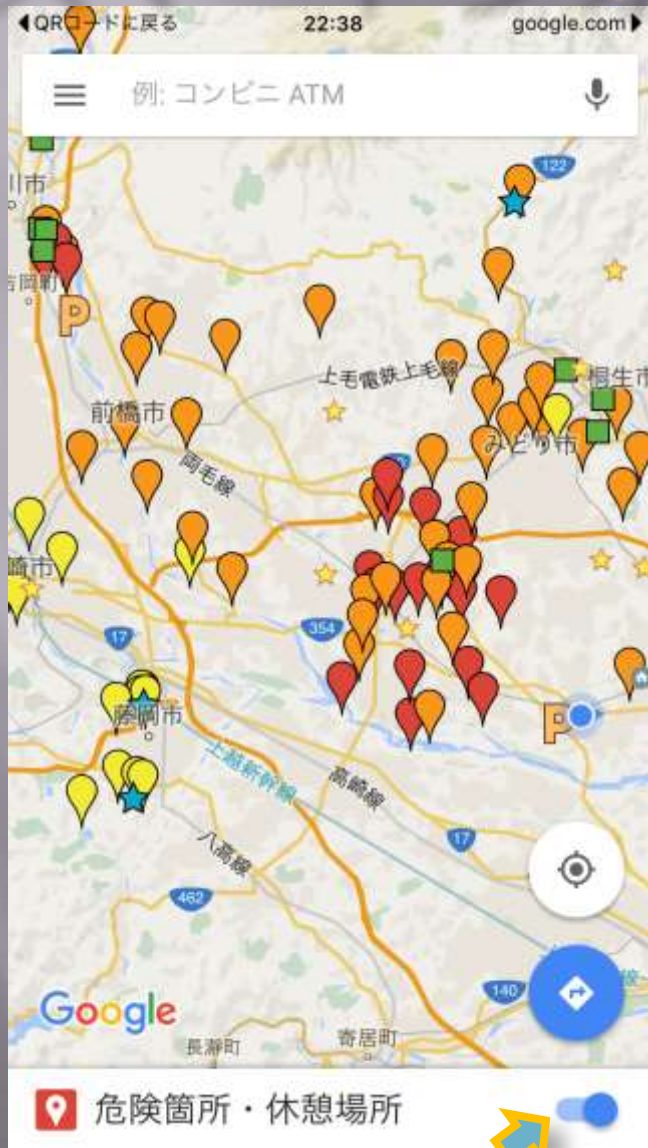 QRコードに戻る 22:38 google.com
例: コンビニ ATM
122
川市
吉岡町
P
上毛電鉄上毛線
桐生市
前橋市
みどり市
両毛線
崎市
17
354
藤岡市
P
上越新幹線
高崎線
八高線
17
462
140
Google
長瀞町
寄居町
危険箇所・休憩場所